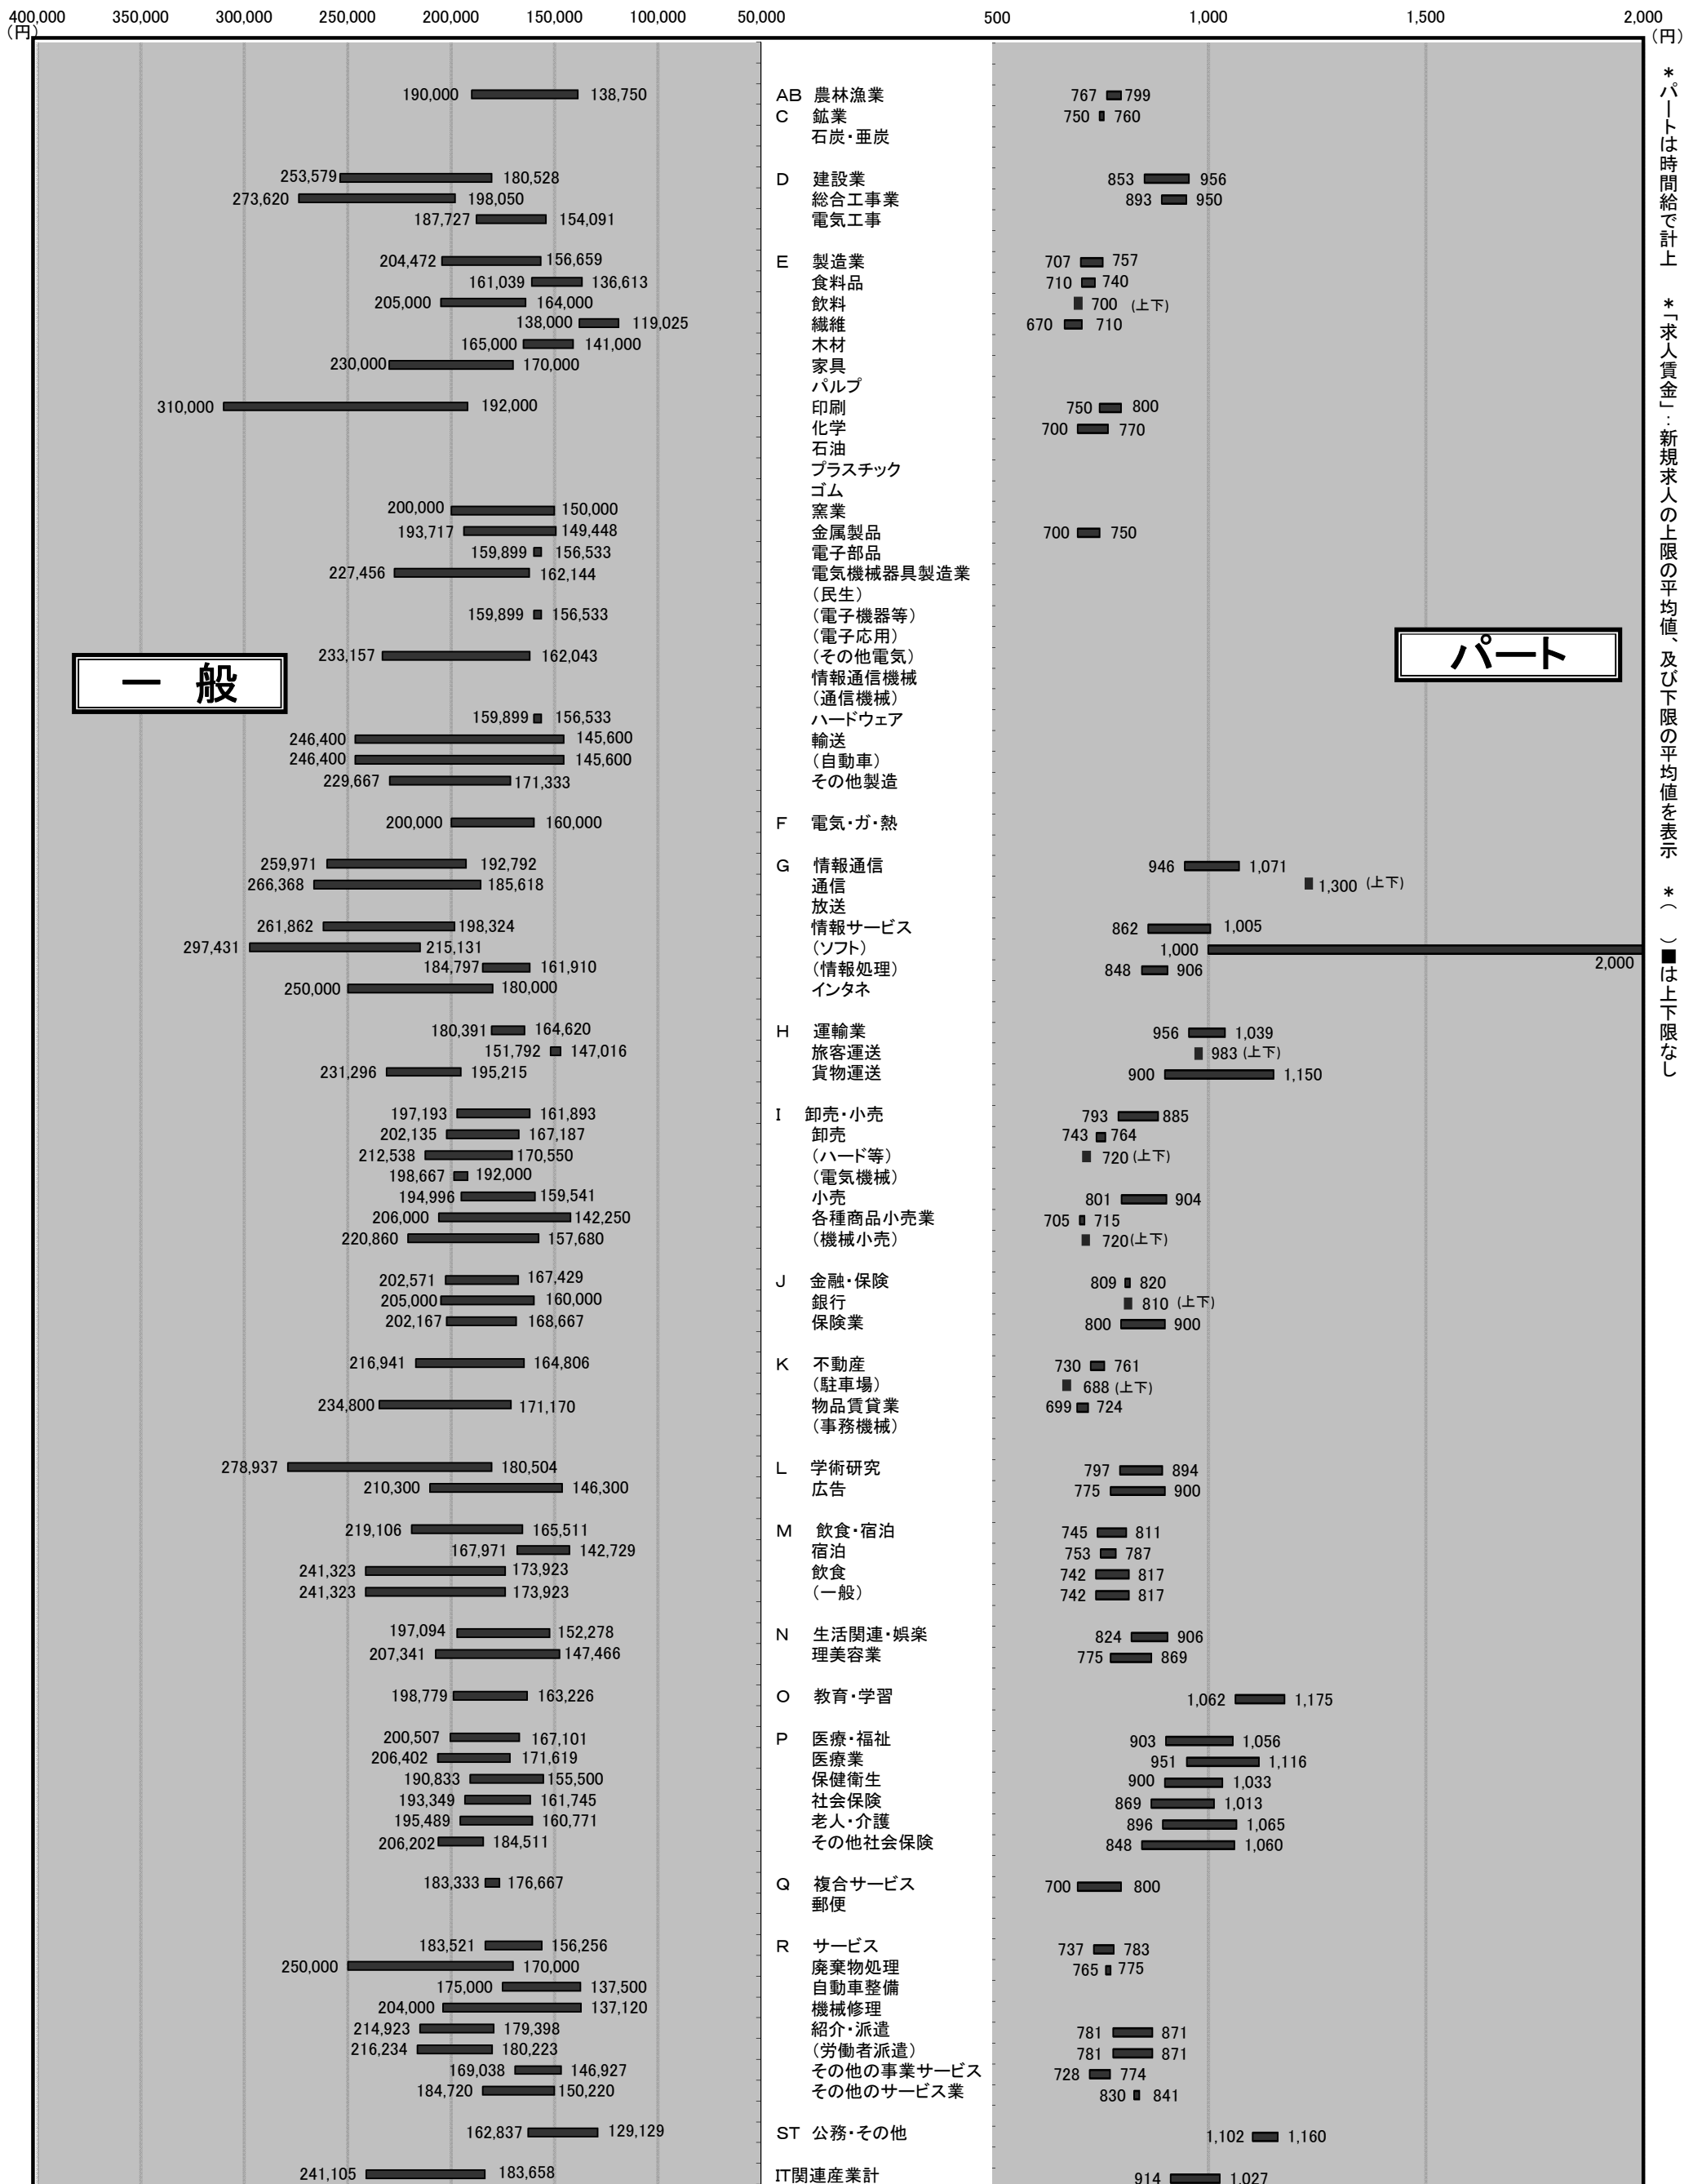 400,000 350,000 300,000 250,000 200,000 150,000 100,000 50,000 500 1,000 1,500 2,000
(円) (円)
190,000 138,750 AB 農林漁業 767 799
C 鉱業 750 760
石炭・亜炭
253,579 180,528 D 建設業 853 956
273,620 198,050 総合工事業 893 950
187,727 154,091 電気工事
204,472 156,659 E 製造業 707 757
161,039 136,613 食料品 710 740
205,000 164,000 飲料 700 (上下)
138,000 119,025 繊維 670 710
165,000 141,000 木材
230,000 170,000 家具
パルプ
310,000 192,000 印刷 750 800
化学 700 770
石油
プラスチック
ゴム
200,000 150,000 窯業
193,717 149,448 金属製品 700 750
159,899 156,533 電子部品
227,456 162,144 電気機械器具製造業
(民生)
159,899 156,533 (電子機器等)
(電子応用)
233,157 162,043 (その他電気)
情報通信機械
(通信機械)
159,899 156,533 ハードウェア
246,400 145,600 輸送
246,400 145,600 (自動車)
229,667 171,333 その他製造
一 般
パート
200,000 160,000 F 電気・ガ・熱
259,971 192,792 G 情報通信 946 1,071
266,368 185,618 通信 1,300 (上下)
放送
261,862 198,324 情報サービス 862 1,005
297,431 215,131 (ソフト) 1,000 2,000
184,797 161,910 (情報処理) 848 906
250,000 180,000 インタネ
180,391 164,620 H 運輸業 956 1,039
151,792 147,016 旅客運送 983 (上下)
231,296 195,215 貨物運送 900 1,150
197,193 161,893 I 卸売・小売 793 885
202,135 167,187 卸売 743 764
212,538 170,550 (ハード等) 720 (上下)
198,667 192,000 (電気機械)
194,996 159,541 小売 801 904
206,000 142,250 各種商品小売業 705 715
220,860 157,680 (機械小売) 720 (上下)
202,571 167,429 J 金融・保険 809 820
205,000 160,000 銀行 810 (上下)
202,167 168,667 保険業 800 900
216,941 164,806 K 不動産 730 761
(駐車場) 688 (上下)
234,800 171,170 物品賃貸業 699 724
(事務機械)
278,937 180,504 L 学術研究 797 894
210,300 146,300 広告 775 900
219,106 165,511 M 飲食・宿泊 745 811
167,971 142,729 宿泊 753 787
241,323 173,923 飲食 742 817
241,323 173,923 (一般) 742 817
197,094 152,278 N 生活関連・娯楽 824 906
207,341 147,466 理美容業 775 869
198,779 163,226 O 教育・学習 1,062 1,175
200,507 167,101 P 医療・福祉 903 1,056
206,402 171,619 医療業 951 1,116
190,833 155,500 保健衛生 900 1,033
193,349 161,745 社会保険 869 1,013
195,489 160,771 老人・介護 896 1,065
206,202 184,511 その他社会保険 848 1,060
183,333 176,667 Q 複合サービス 700 800
郵便
183,521 156,256 R サービス 737 783
250,000 170,000 廃棄物処理 765 775
175,000 137,500 自動車整備
204,000 137,120 機械修理
214,923 179,398 紹介・派遣 781 871
216,234 180,223 (労働者派遣) 781 871
169,038 146,927 その他の事業サービス 728 774
184,720 150,220 その他のサービス業 830 841
162,837 129,129 ST 公務・その他 1,102 1,160
241,105 183,658 IT関連産業計 914 1,027
*パートは時間給で計上 *「求人賃金」:新規求人の上限の平均値、及び下限の平均値を表示 *( )■は上下限なし